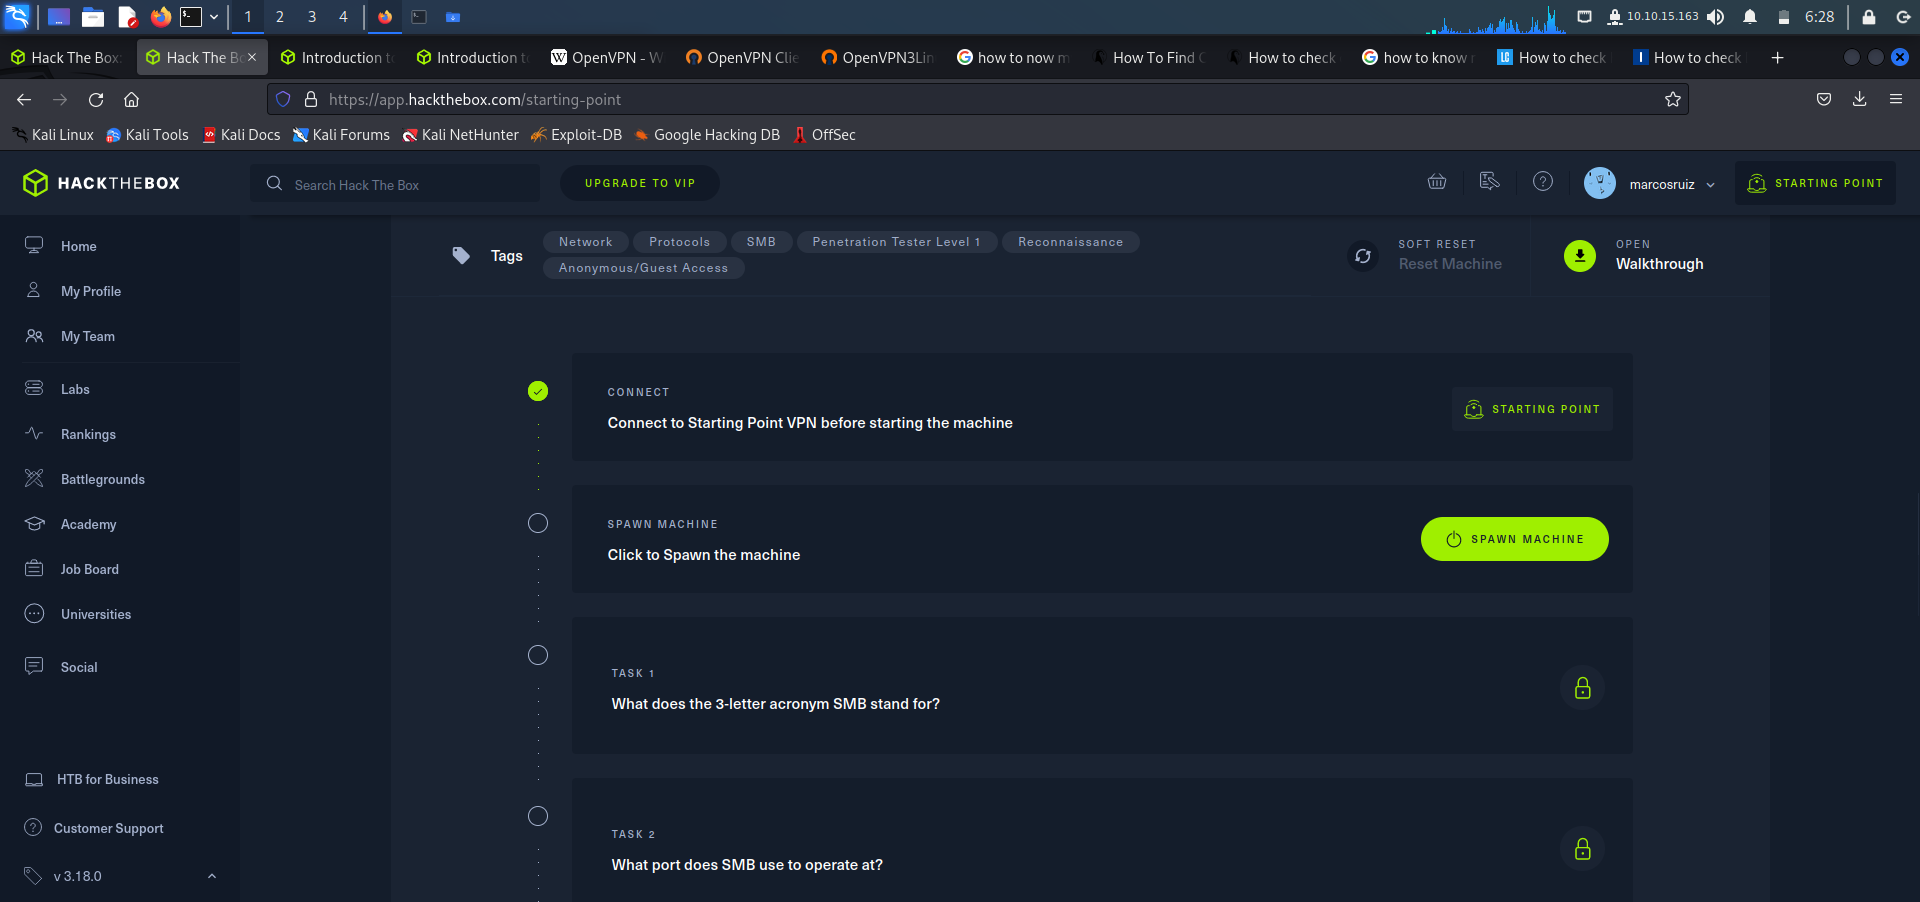 1 2 3 4 10.10.15.163 6:28
Hack The Box Hack The B Introduction t Introduction t OpenVPN - W OpenVPN Clie OpenVPN3Lin how to now m How To Find How to check how to know How to check How to check
https://app.hackthebox.com/starting-point
Kali Linux Kali Tools Kali Docs Kali Forums Kali NetHunter Exploit-DB Google Hacking DB OffSec
HACKTHEBOX Search Hack The Box UPGRADE TO VIP marcosruiz STARTING POINT
Home
My Profile
My Team
Labs
Rankings
Battlegrounds
Academy
Job Board
Universities
Social
HTB for Business
Customer Support
v 3.18.0
Tags Network Protocols SMB Penetration Tester Level 1 Reconnaissance
Anonymous/Guest Access
SOFT RESET
Reset Machine
OPEN
Walkthrough
CONNECT
Connect to Starting Point VPN before starting the machine
STARTING POINT
SPAWN MACHINE
Click to Spawn the machine
SPAWN MACHINE
TASK 1
What does the 3-letter acronym SMB stand for?
TASK 2
What port does SMB use to operate at?